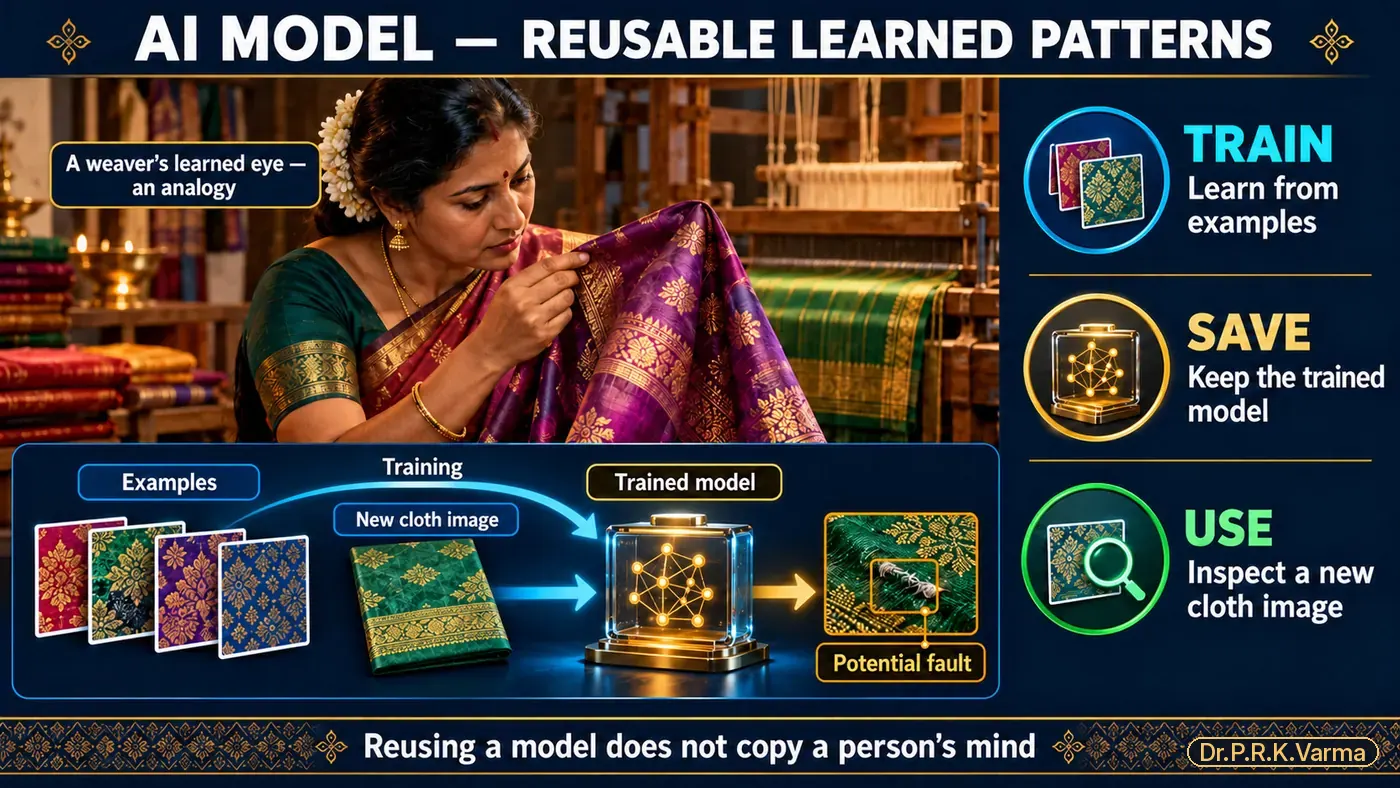 AI MODEL — REUSABLE LEARNED PATTERNS
A weaver's learned eye —
an analogy
TRAIN
Learn from
examples
SAVE
Keep the trained
model
USE
Inspect a new
cloth image
Examples
Training
New cloth image
Trained model
Potential fault
Reusing a model does not copy a person's mind
Dr.P.R.K.Varma